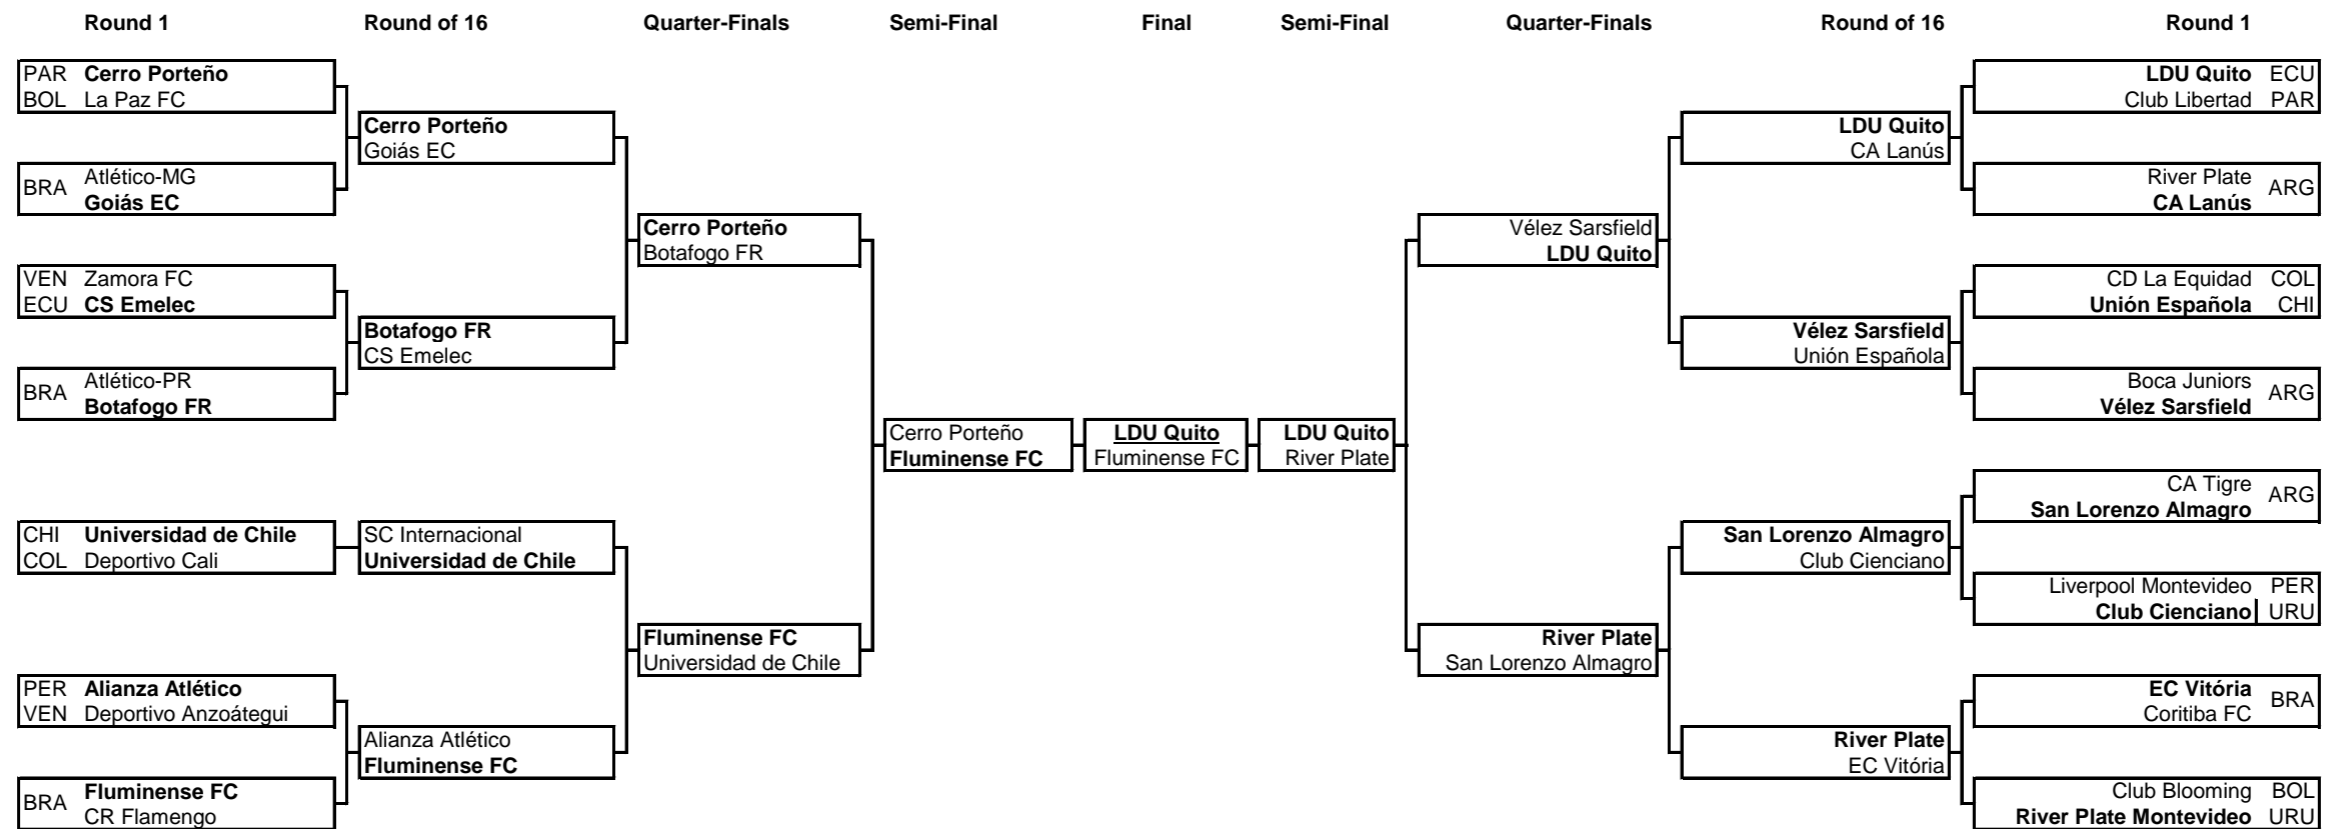 Round 1 Round of 16 Quarter-Finals Semi-Final Final Semi-Final Quarter-Finals Round of 16 Round 1
PAR Cerro Porteño
BOL La Paz FC
BRA Atlético-MG
Goiás EC
VEN Zamora FC
ECU CS Emelec
BRA Atlético-PR
Botafogo FR
CHI Universidad de Chile
COL Deportivo Cali
PER Alianza Atlético
VEN Deportivo Anzoátegui
BRA Fluminense FC
CR Flamengo
Cerro Porteño
Goiás EC
Botafogo FR
CS Emelec
SC Internacional
Universidad de Chile
Alianza Atlético
Fluminense FC
Cerro Porteño
Botafogo FR
Fluminense FC
Universidad de Chile
Cerro Porteño
Fluminense FC
LDU Quito
Fluminense FC
LDU Quito
River Plate
Vélez Sarsfield
LDU Quito
River Plate
San Lorenzo Almagro
LDU Quito
CA Lanús
Vélez Sarsfield
Unión Española
San Lorenzo Almagro
Club Cienciano
River Plate
EC Vitória
LDU Quito ECU
Club Libertad PAR
River Plate ARG
CA Lanús
CD La Equidad COL
Unión Española CHI
Boca Juniors ARG
Vélez Sarsfield
CA Tigre ARG
San Lorenzo Almagro
Liverpool Montevideo PER
Club Cienciano URU
EC Vitória BRA
Coritiba FC
Club Blooming BOL
River Plate Montevideo URU